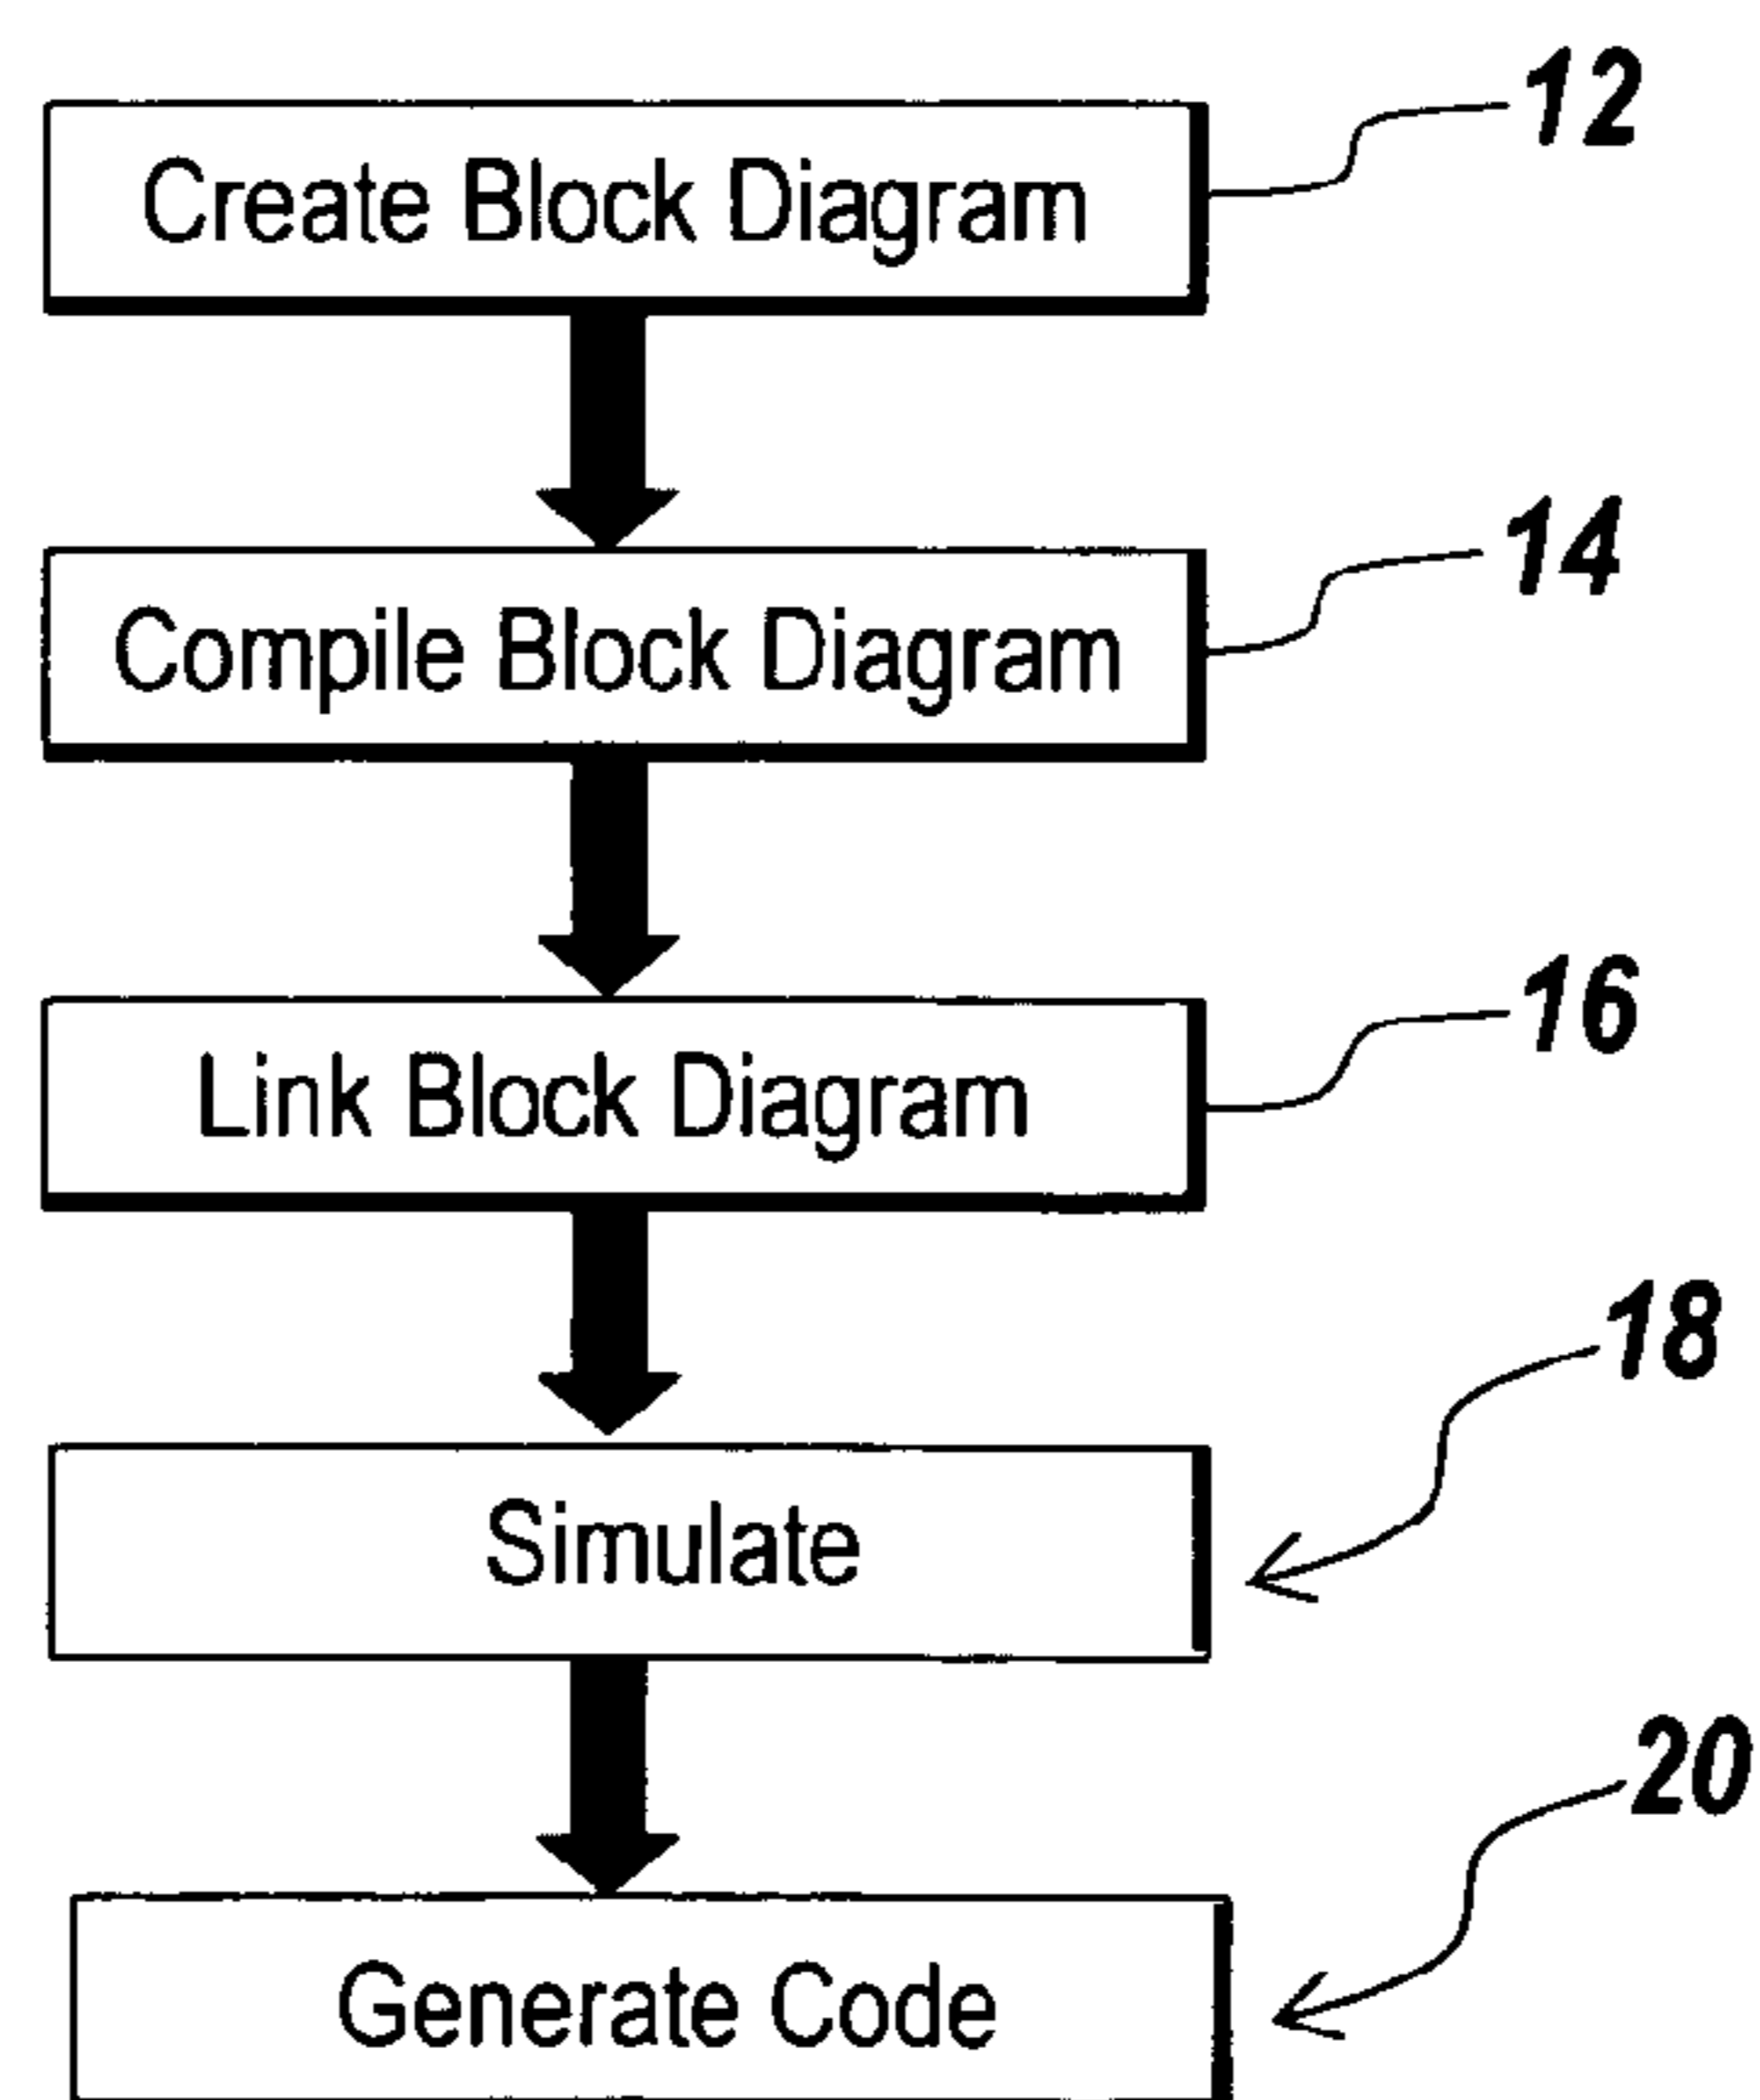 12
Create Block Diagram
14
Compile Block Diagram
16
Link Block Diagram
18
Simulate
20
Generate Code